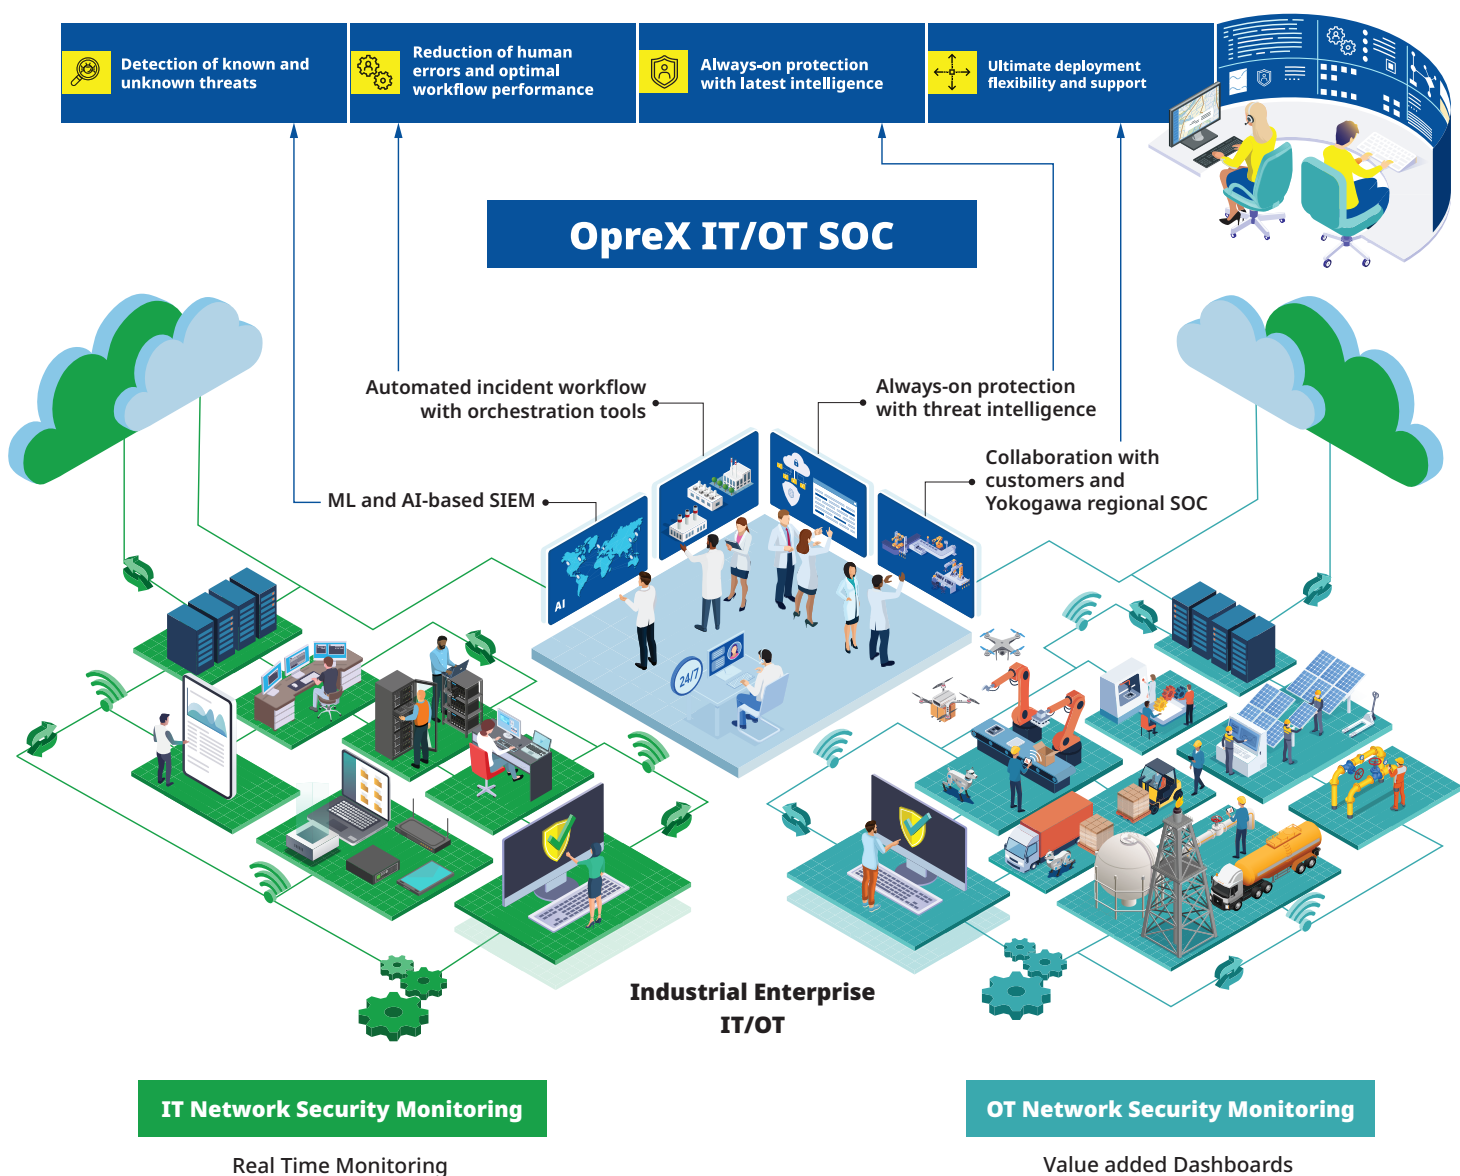 Detection of known and
unknown threats
Reduction of human
errors and optimal
workflow performance
Always-on protection
with latest intelligence
Ultimate deployment
flexibility and support
OpreX IT/OT SOC
Automated incident workflow
with orchestration tools
Always-on protection
with threat intelligence
ML and AI-based SIEM
Collaboration with
customers and
Yokogawa regional SOC
AI
24/7
Industrial Enterprise
IT/OT
IT Network Security Monitoring
OT Network Security Monitoring
Real Time Monitoring
Value added Dashboards